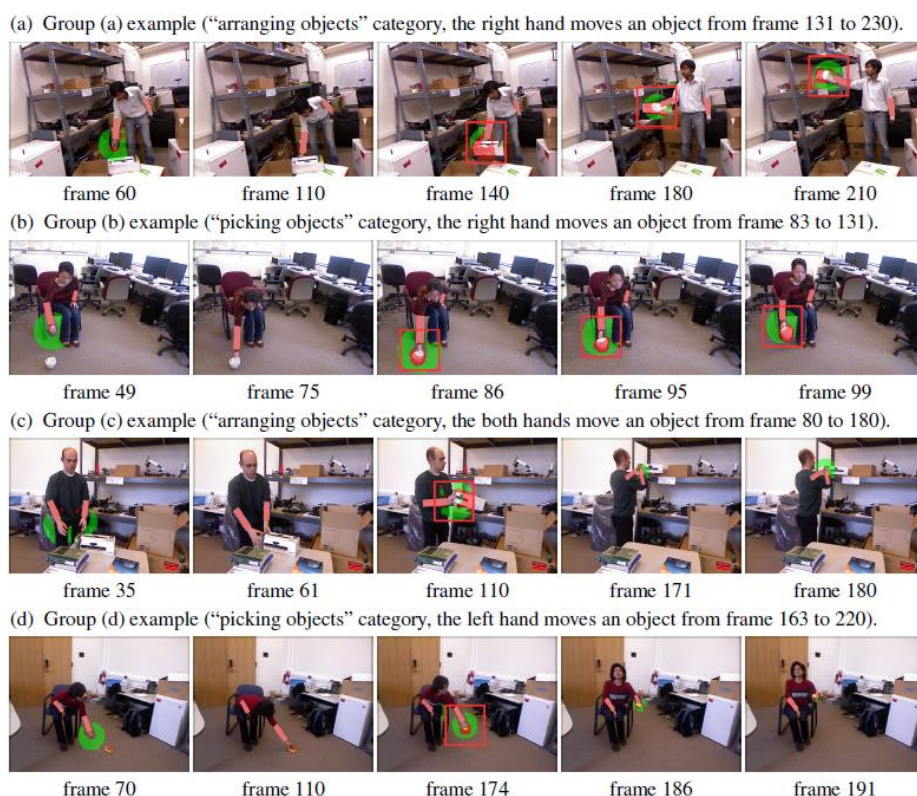 (a) Group (a) example (“arranging objects” category, the right hand moves an object from frame 131 to 230).
frame 60 frame 110 frame 140 frame 180 frame 210
(b) Group (b) example (“picking objects” category, the right hand moves an object from frame 83 to 131).
frame 49 frame 75 frame 86 frame 95 frame 99
(c) Group (c) example (“arranging objects” category, the both hands move an object from frame 80 to 180).
frame 35 frame 61 frame 110 frame 171 frame 180
(d) Group (d) example (“picking objects” category, the left hand moves an object from frame 163 to 220).
frame 70 frame 110 frame 174 frame 186 frame 191